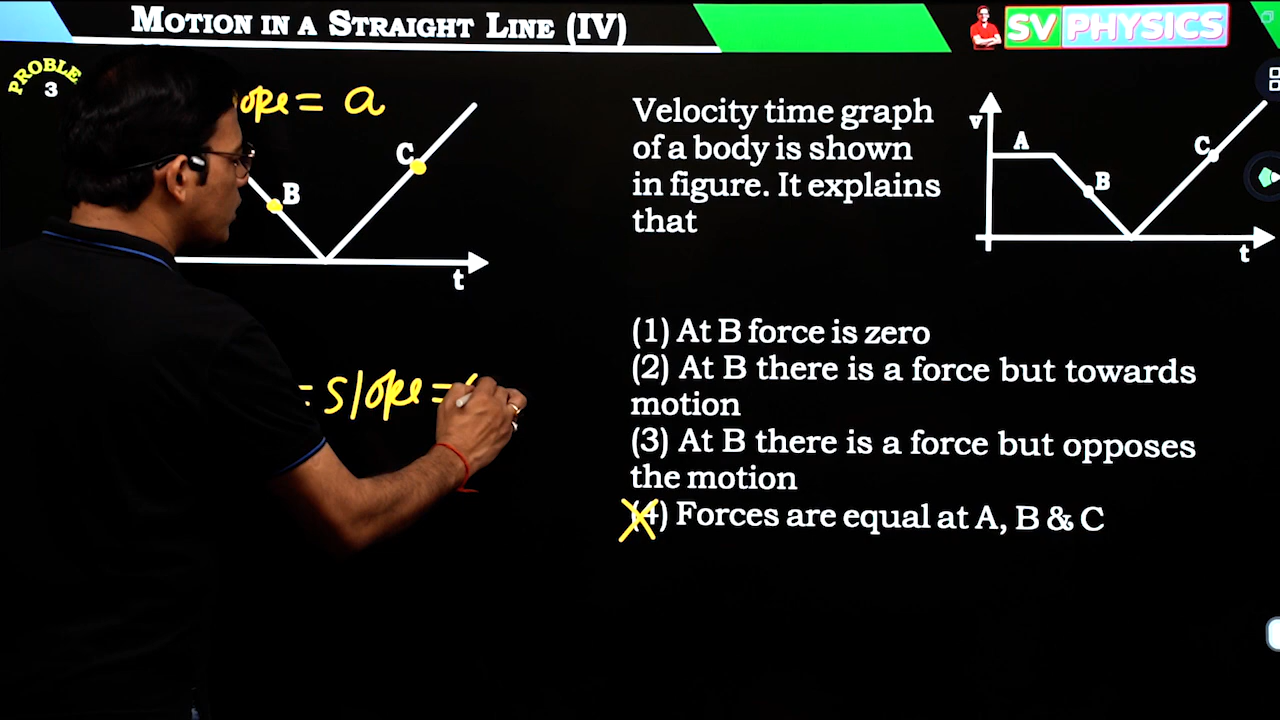 MOTION IN A STRAIGHT LINE (IV)
SV PHYSICS
PROBLE
3
= a
C
B
t
= slope =
Velocity time graph
of a body is shown
in figure. It explains
that
v
A
B
C
t
(1) At B force is zero
(2) At B there is a force but towards
motion
(3) At B there is a force but opposes
the motion
(4) Forces are equal at A, B & C